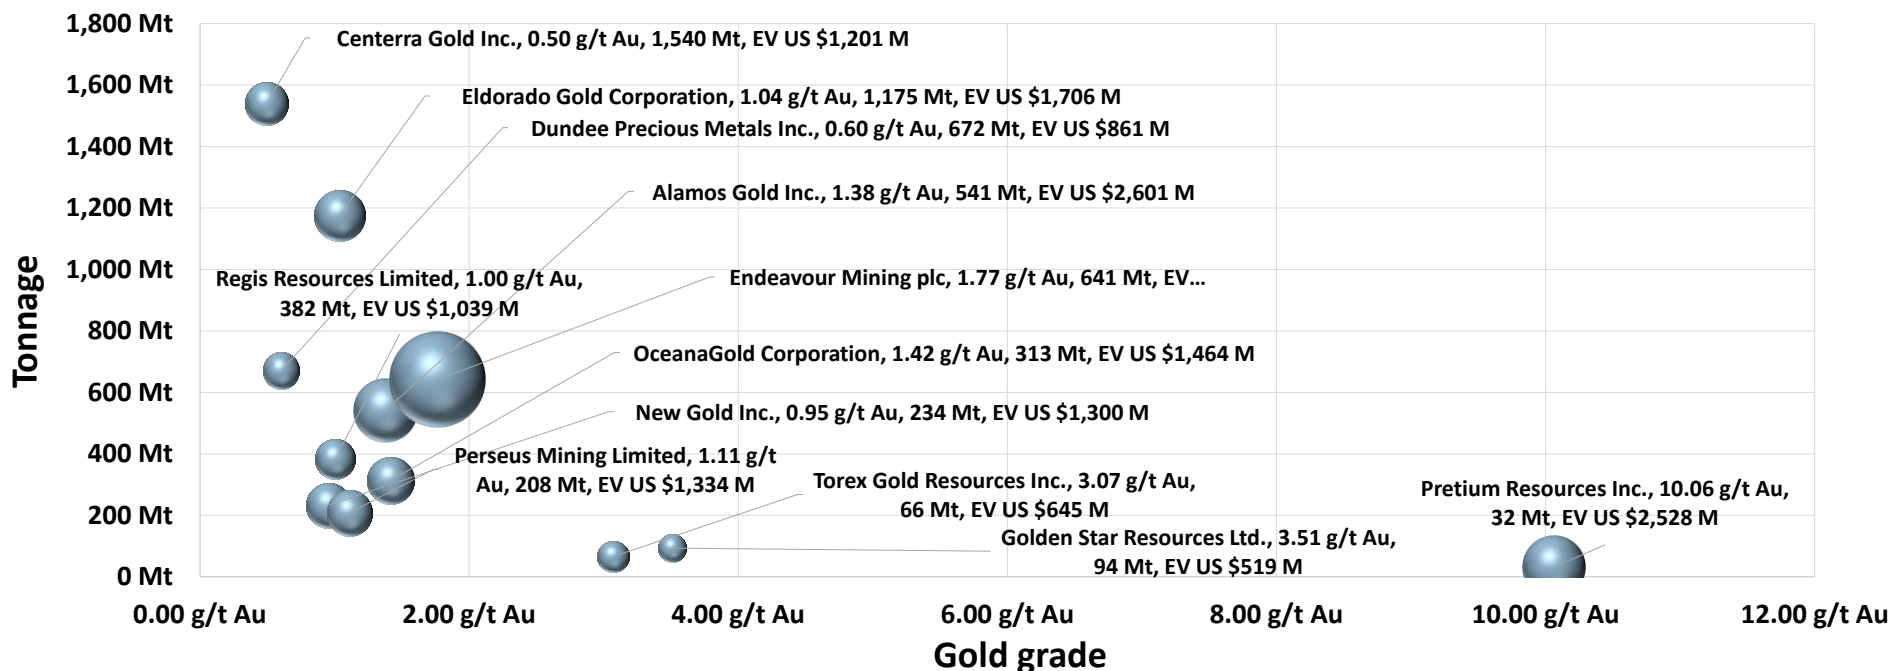 1,800 Mt
1,600 Mt
1,400 Mt
1,200 Mt
1,000 Mt
800 Mt
600 Mt
400 Mt
200 Mt
0 Mt
Tonnage
Centerra Gold Inc., 0.50 g/t Au, 1,540 Mt, EV US $1,201 M
Eldorado Gold Corporation, 1.04 g/t Au, 1,175 Mt, EV US $1,706 M
Dundee Precious Metals Inc., 0.60 g/t Au, 672 Mt, EV US $861 M
Alamos Gold Inc., 1.38 g/t Au, 541 Mt, EV US $2,601 M
Regis Resources Limited, 1.00 g/t Au,
382 Mt, EV US $1,039 M
Endeavour Mining plc, 1.77 g/t Au, 641 Mt, EV...
OceanaGold Corporation, 1.42 g/t Au, 313 Mt, EV US $1,464 M
New Gold Inc., 0.95 g/t Au, 234 Mt, EV US $1,300 M
Perseus Mining Limited, 1.11 g/t
Au, 208 Mt, EV US $1,334 M
Torex Gold Resources Inc., 3.07 g/t Au,
66 Mt, EV US $645 M
Golden Star Resources Ltd., 3.51 g/t Au,
94 Mt, EV US $519 M
Pretium Resources Inc., 10.06 g/t Au,
32 Mt, EV US $2,528 M
0.00 g/t Au
2.00 g/t Au
4.00 g/t Au
6.00 g/t Au
8.00 g/t Au
10.00 g/t Au
12.00 g/t Au
Gold grade